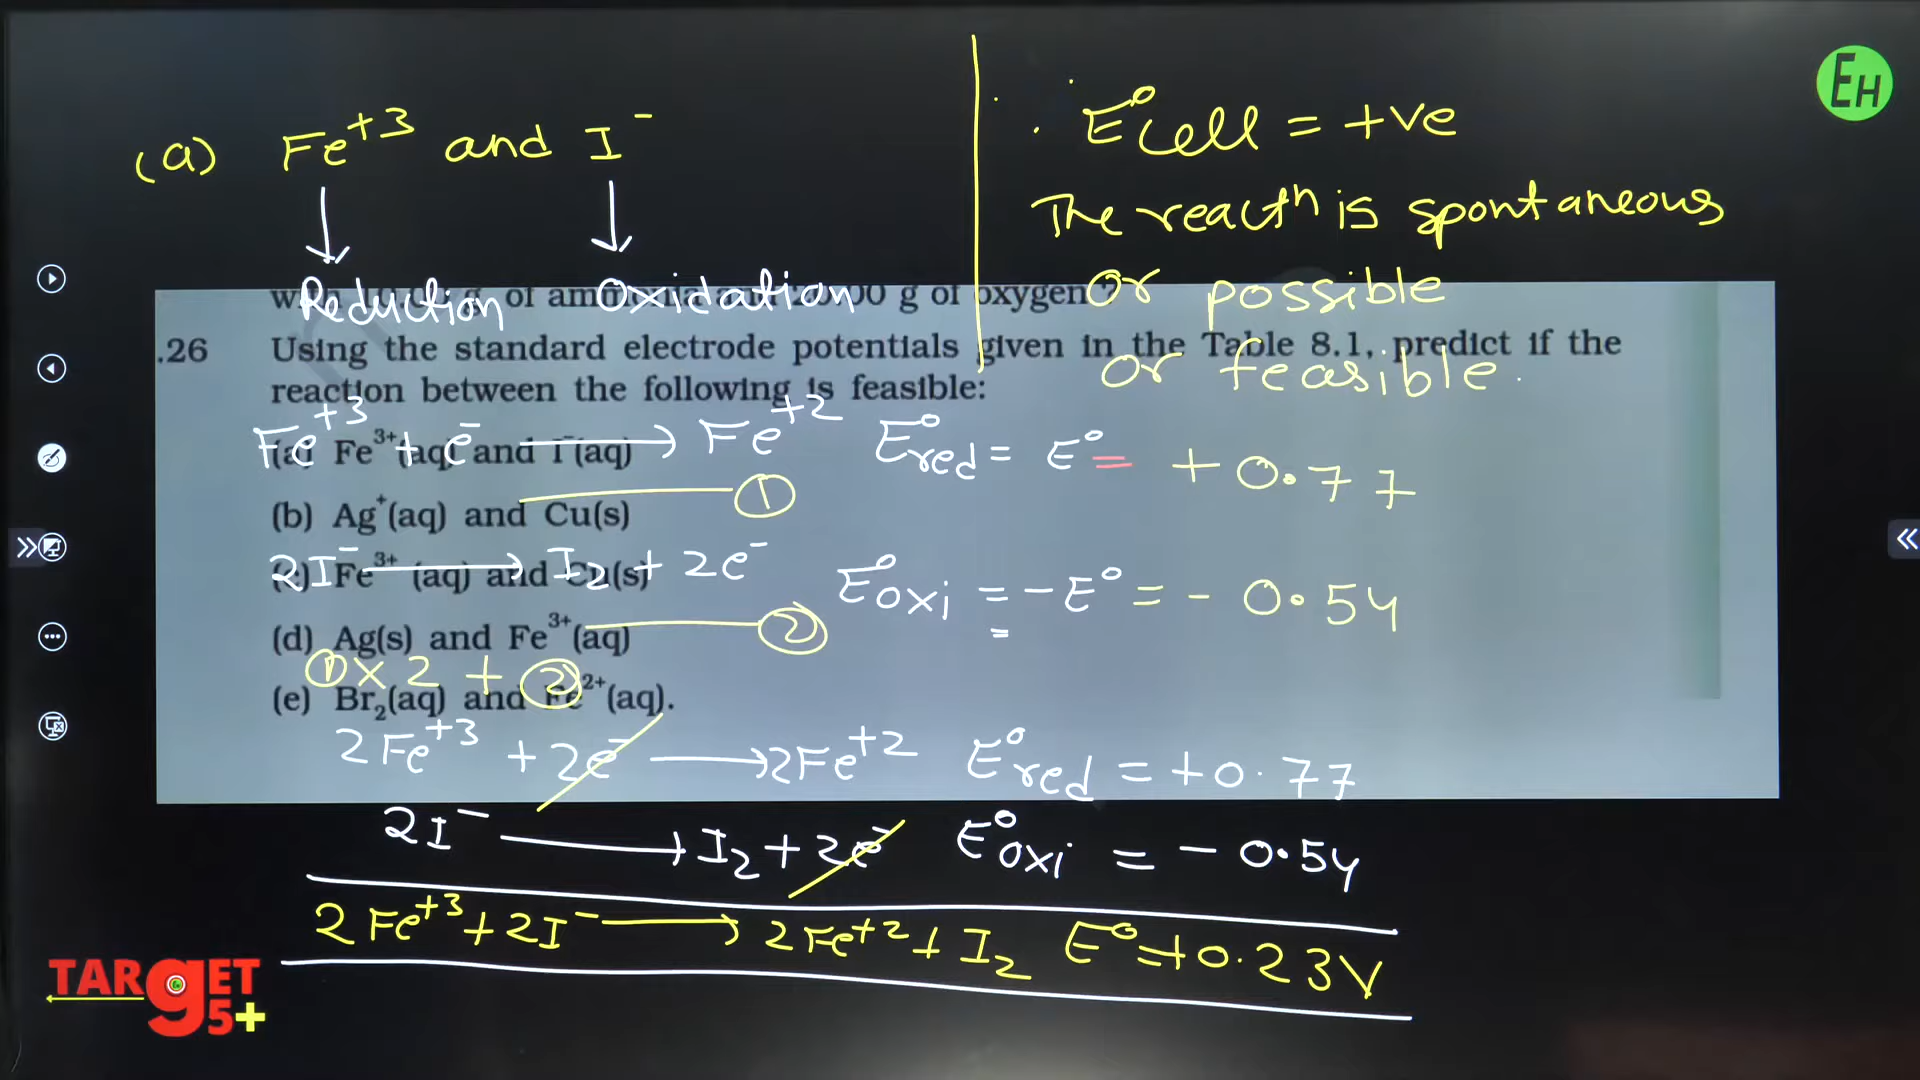 (a) Fe+3 and I-
Reduction Oxidation
E°cell = +ve
The reactn is spontaneous
Or possible
or feasible.
of oxygen
.26 Using the standard electrode potentials given in the Table 8.1, predict if the
reaction between the following is feasible:
(a) Fe3+(aq) and I-(aq)
(b) Ag+(aq) and Cu(s)
(c) Fe3+ (aq) and Cu(s)
(d) Ag(s) and Fe3+(aq)
(e) Br2(aq) and Fe2+(aq).
Fe+3 + e- → Fe+2 E°red = E° = +0.77
①
2I- → I2 + 2e- E°oxi = -E° = - 0.54
②
① x 2 + ②
2Fe+3 + 2e- → 2Fe+2 E°red = +0.77
2I- → I2 + 2e- E°oxi = - 0.54
2Fe+3 + 2I- → 2Fe+2 + I2 E° = +0.23V
EH
TARGET
95+